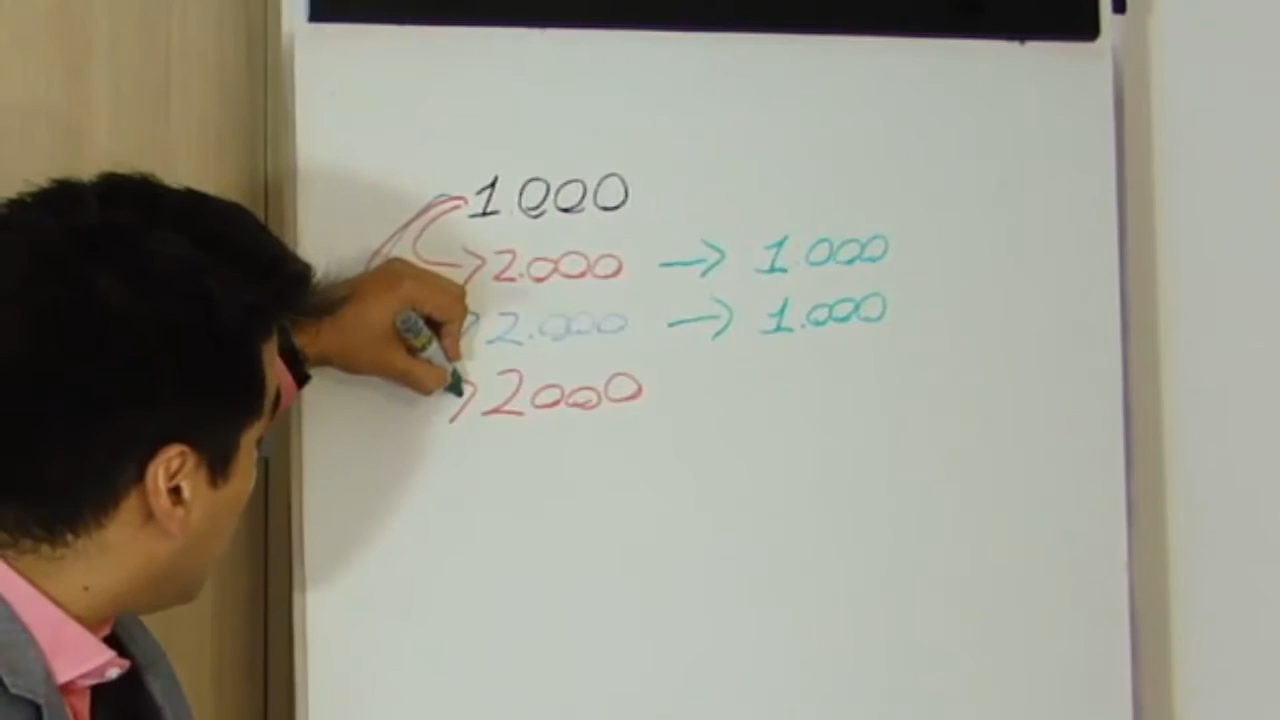 1.000
2.000 → 1.000
2.000 → 1.000
2000